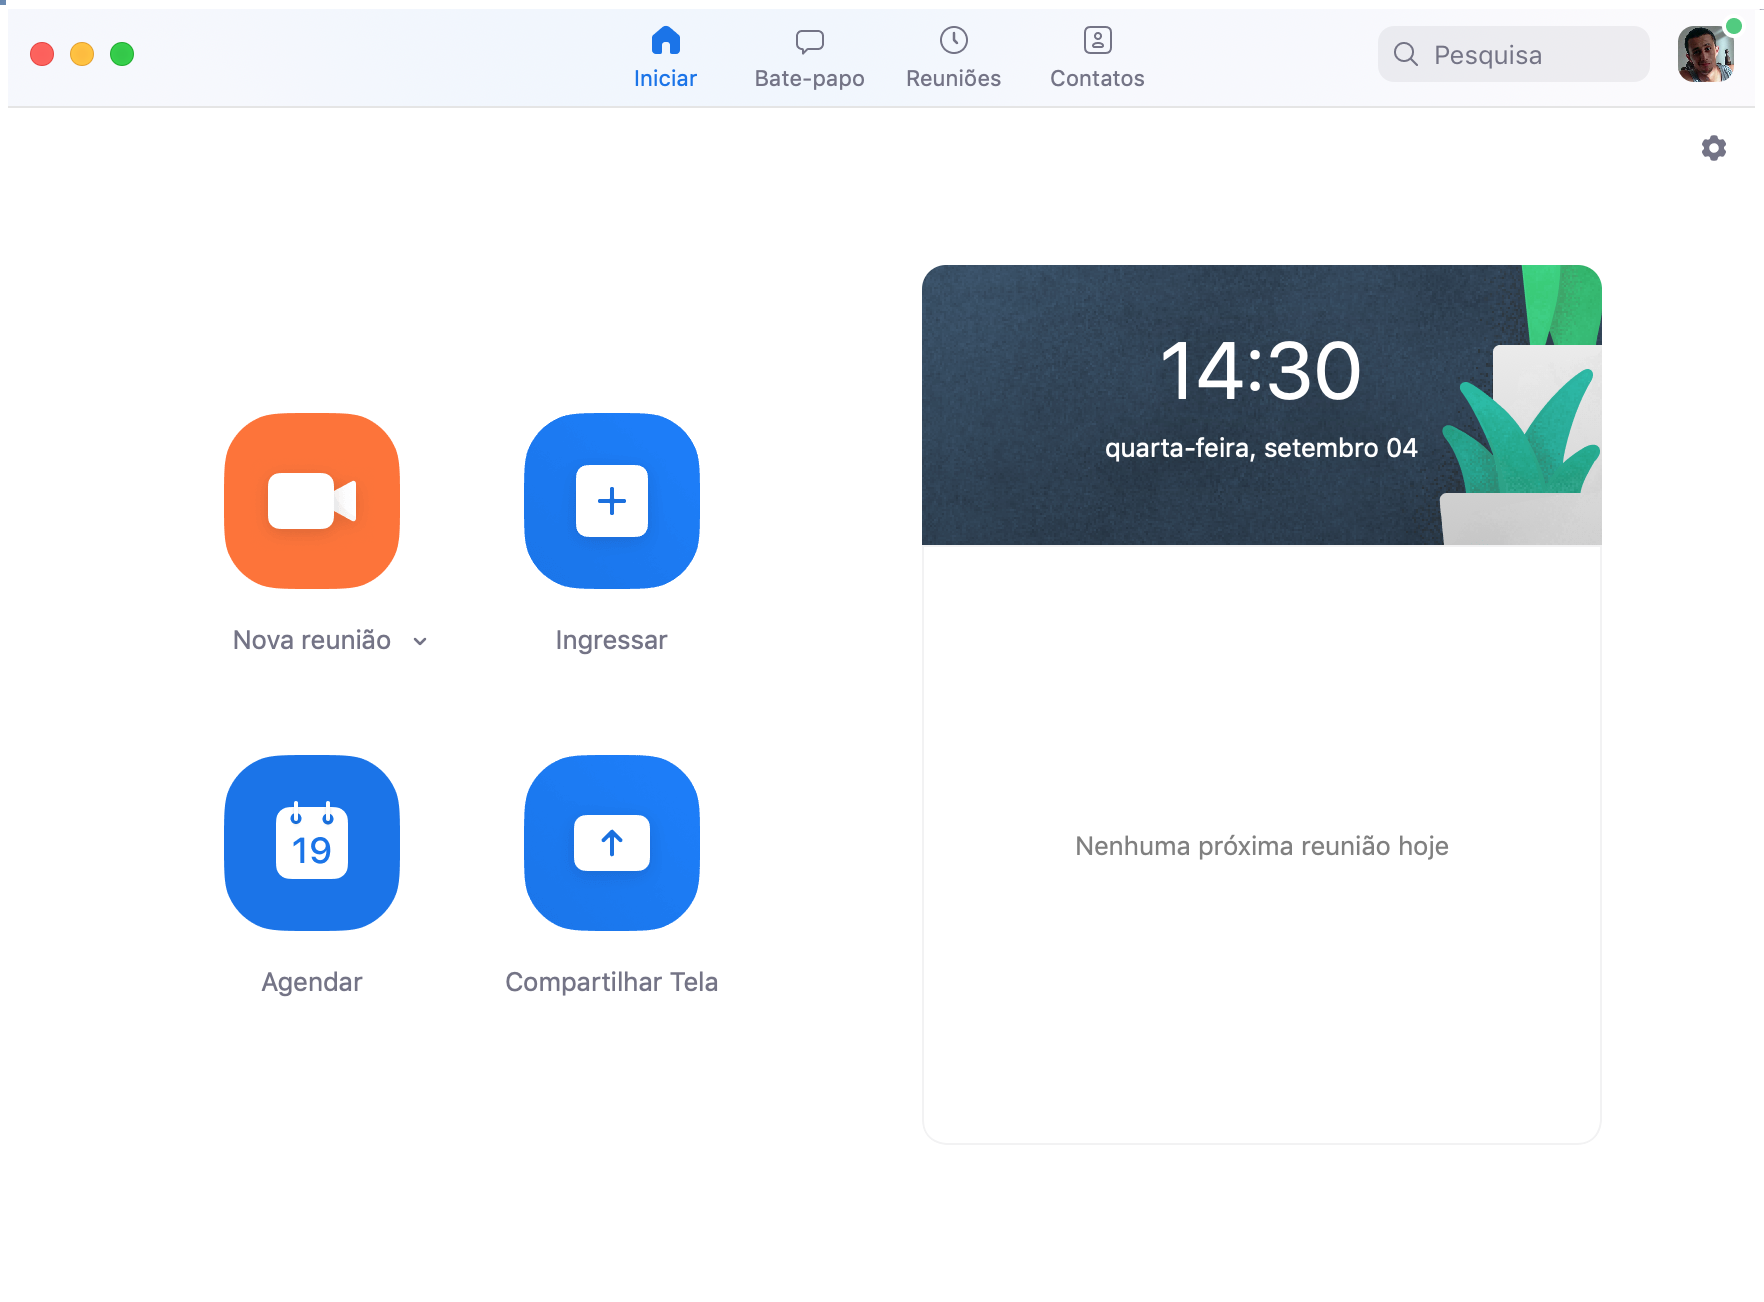 Iniciar
Bate-papo
Reuniões
Contatos
Pesquisa
14:30
quarta-feira, setembro 04
Nova reunião
Ingressar
19
Agendar
Compartilhar Tela
Nenhuma próxima reunião hoje